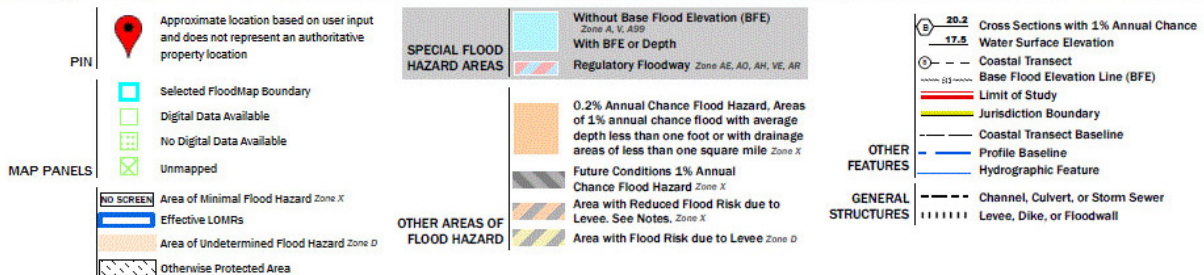 PIN
Approximate location based on user input
and does not represent an authoritative
property location
MAP PANELS
Selected FloodMap Boundary
Digital Data Available
No Digital Data Available
Unmapped
NO SCREEN Area of Minimal Flood Hazard Zone X
Effective LOMRs
Area of Undetermined Flood Hazard Zone D
Otherwise Protected Area
SPECIAL FLOOD
HAZARD AREAS
Without Base Flood Elevation (BFE)
Zone A, V, A99
With BFE or Depth
Regulatory Floodway Zone AE, AO, AH, VE, AR
OTHER AREAS OF
FLOOD HAZARD
0.2% Annual Chance Flood Hazard, Areas
of 1% annual chance flood with average
depth less than one foot or with drainage
areas of less than one square mile Zone X
Future Conditions 1% Annual
Chance Flood Hazard Zone X
Area with Reduced Flood Risk due to
Levee. See Notes. Zone X
Area with Flood Risk due to Levee Zone D
OTHER
FEATURES
B 20.2 Cross Sections with 1% Annual Chance
17.5 Water Surface Elevation
8 Coastal Transect
513 Base Flood Elevation Line (BFE)
Limit of Study
Jurisdiction Boundary
Coastal Transect Baseline
Profile Baseline
Hydrographic Feature
GENERAL
STRUCTURES
Channel, Culvert, or Storm Sewer
Levee, Dike, or Floodwall